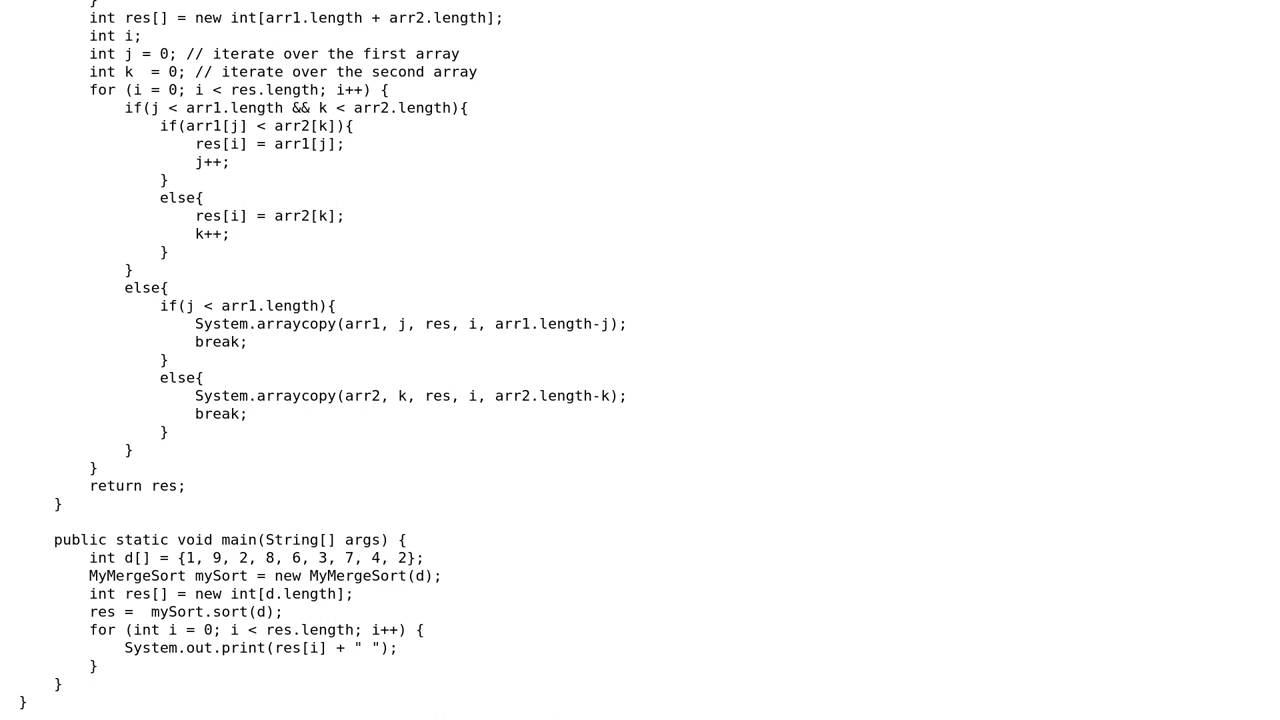 }
int res[] = new int[arr1.length + arr2.length];
int i;
int j = 0; // iterate over the first array
int k  = 0; // iterate over the second array
for (i = 0; i < res.length; i++) {
if(j < arr1.length && k < arr2.length){
if(arr1[j] < arr2[k]){
res[i] = arr1[j];
j++;
}
else{
res[i] = arr2[k];
k++;
}
}
else{
if(j < arr1.length){
System.arraycopy(arr1, j, res, i, arr1.length-j);
break;
}
else{
System.arraycopy(arr2, k, res, i, arr2.length-k);
break;
}
}
}
return res;
}
public static void main(String[] args) {
int d[] = {1, 9, 2, 8, 6, 3, 7, 4, 2};
MyMergeSort mySort = new MyMergeSort(d);
int res[] = new int[d.length];
res =  mySort.sort(d);
for (int i = 0; i < res.length; i++) {
System.out.print(res[i] + " ");
}
}
}